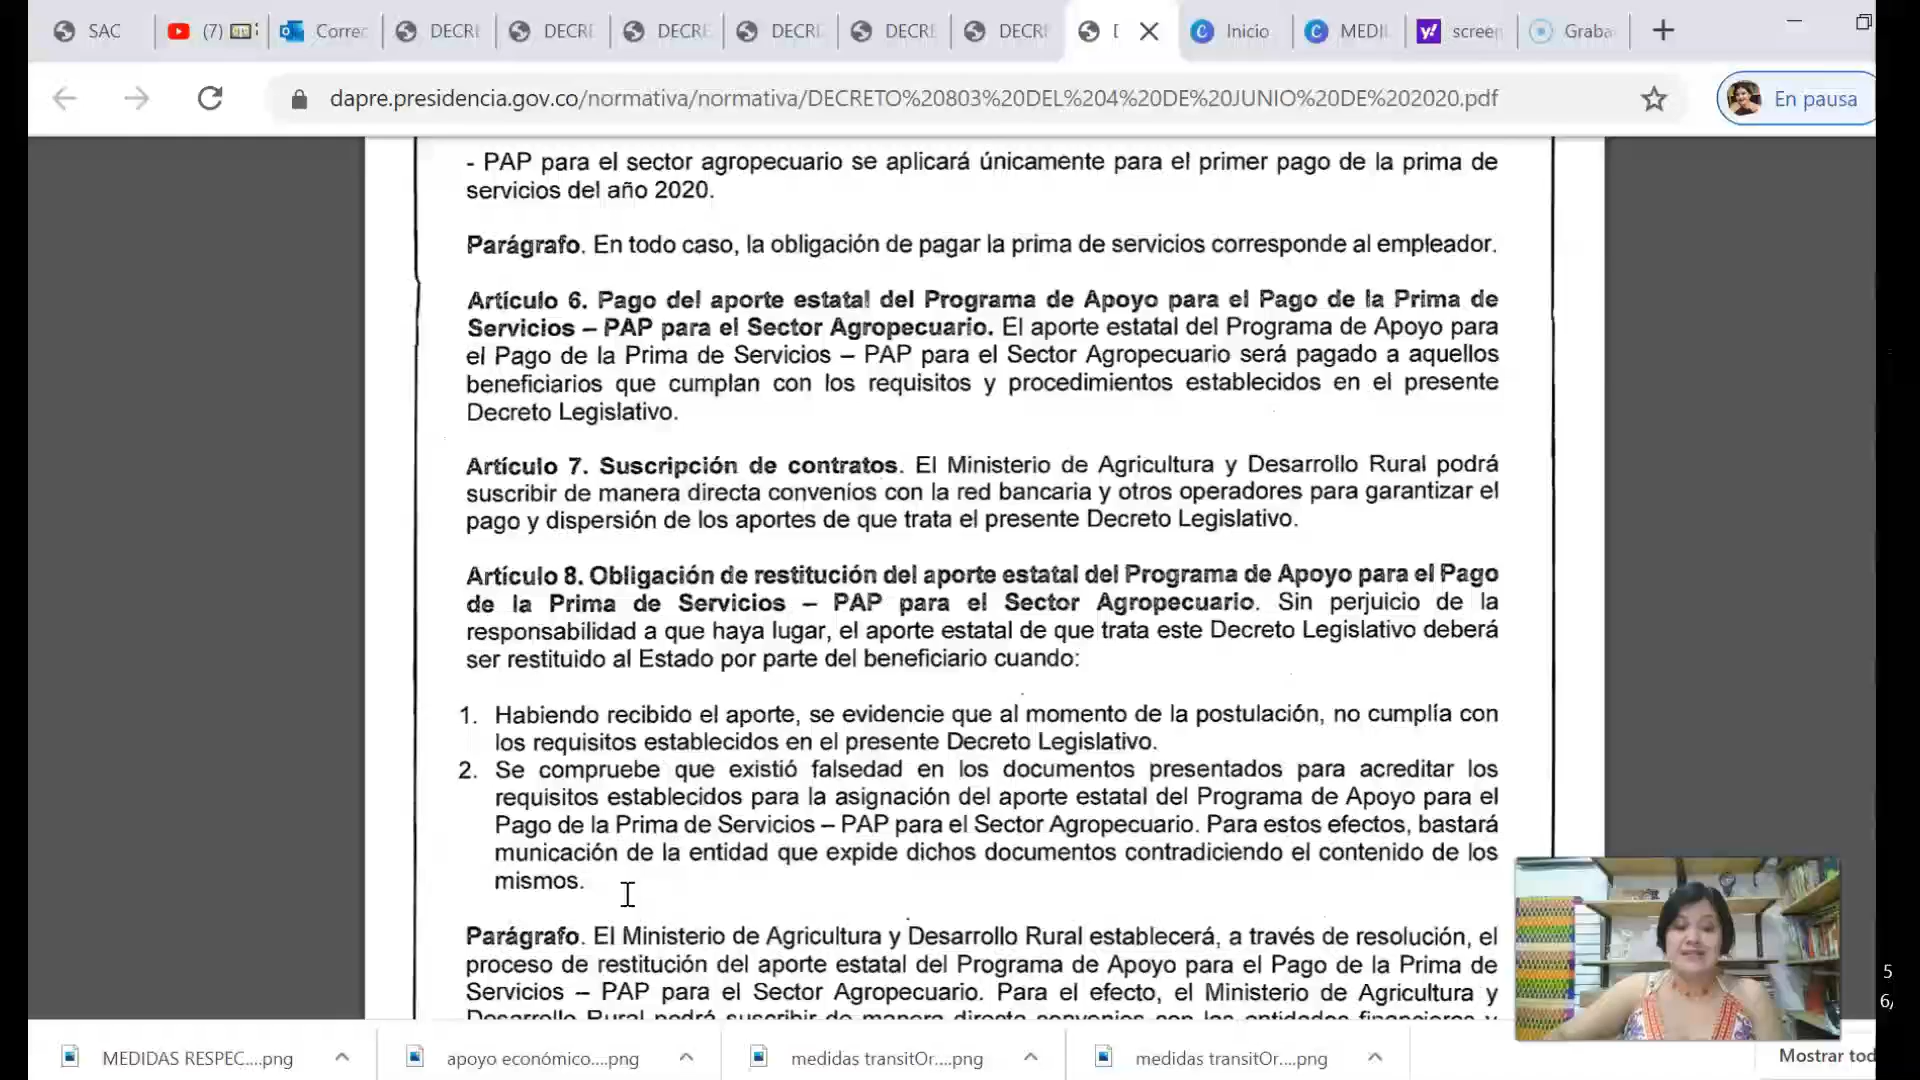 SAC
(7)
Correc
DECRE
DECRE
DECRE
DECRE
DECRE
DECRE
Inicio
MEDI
screen
Graba
dapre.presidencia.gov.co/normativa/normativa/DECRETO%20803%20DEL%204%20DE%20JUNIO%20DE%202020.pdf
En pausa
- PAP para el sector agropecuario se aplicará únicamente para el primer pago de la prima de
servicios del año 2020.
Parágrafo. En todo caso, la obligación de pagar la prima de servicios corresponde al empleador.
Artículo 6. Pago del aporte estatal del Programa de Apoyo para el Pago de la Prima de
Servicios – PAP para el Sector Agropecuario. El aporte estatal del Programa de Apoyo para
el Pago de la Prima de Servicios – PAP para el Sector Agropecuario será pagado a aquellos
beneficiarios que cumplan con los requisitos y procedimientos establecidos en el presente
Decreto Legislativo.
Artículo 7. Suscripción de contratos. El Ministerio de Agricultura y Desarrollo Rural podrá
suscribir de manera directa convenios con la red bancaria y otros operadores para garantizar el
pago y dispersión de los aportes de que trata el presente Decreto Legislativo.
Artículo 8. Obligación de restitución del aporte estatal del Programa de Apoyo para el Pago
de la Prima de Servicios – PAP para el Sector Agropecuario. Sin perjuicio de la
responsabilidad a que haya lugar, el aporte estatal de que trata este Decreto Legislativo deberá
ser restituido al Estado por parte del beneficiario cuando:
1. Habiendo recibido el aporte, se evidencie que al momento de la postulación, no cumplía con
los requisitos establecidos en el presente Decreto Legislativo.
2. Se compruebe que existió falsedad en los documentos presentados para acreditar los
requisitos establecidos para la asignación del aporte estatal del Programa de Apoyo para el
Pago de la Prima de Servicios – PAP para el Sector Agropecuario. Para estos efectos, bastará
municación de la entidad que expide dichos documentos contradiciendo el contenido de los
mismos.
Parágrafo. El Ministerio de Agricultura y Desarrollo Rural establecerá, a través de resolución, el
proceso de restitución del aporte estatal del Programa de Apoyo para el Pago de la Prima de
Servicios – PAP para el Sector Agropecuario. Para el efecto, el Ministerio de Agricultura y
Desarrollo Rural podrá suscribir de manera directa convenios con las entidades financieras y
5
6/
MEDIDAS RESPEC....png
apoyo económico....png
medidas transitOr....png
medidas transitOr....png
Mostrar tod